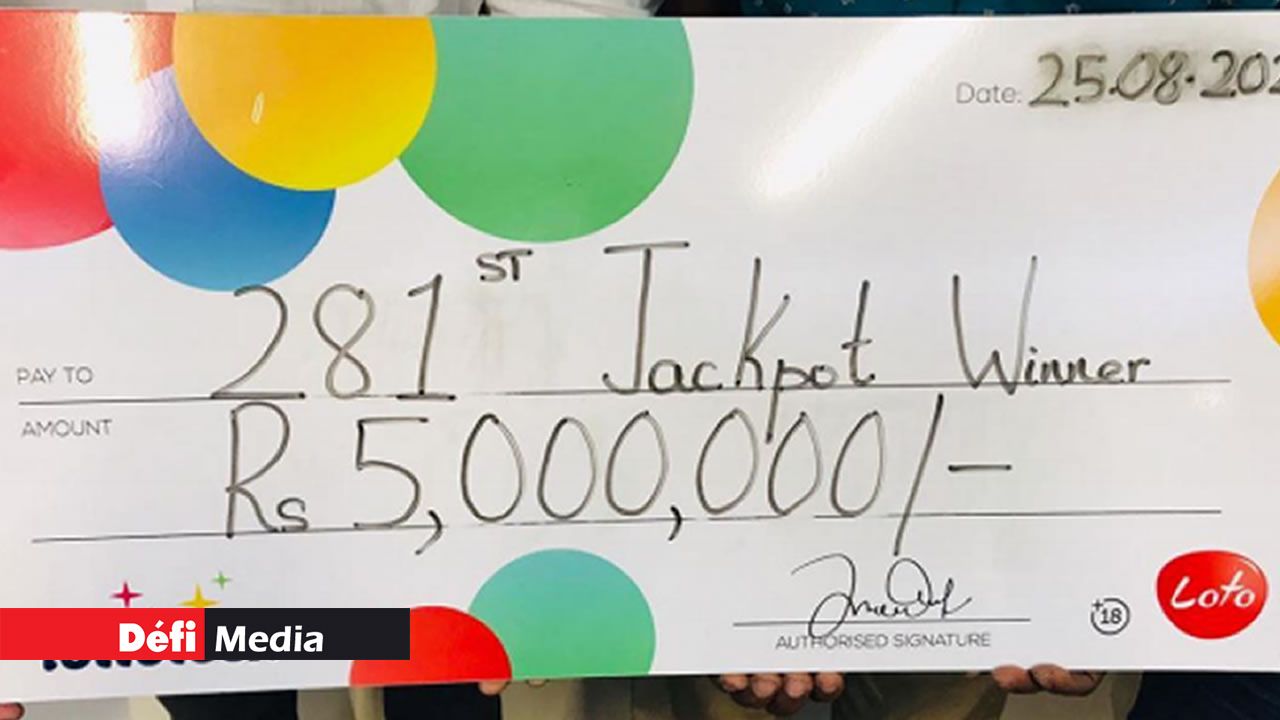 Date: 25.08.202
PAY TO 281ST Jackpot Winner
AMOUNT Rs 5,000,000/-
AUTHORISED SIGNATURE
+18
Loto
Défi Media